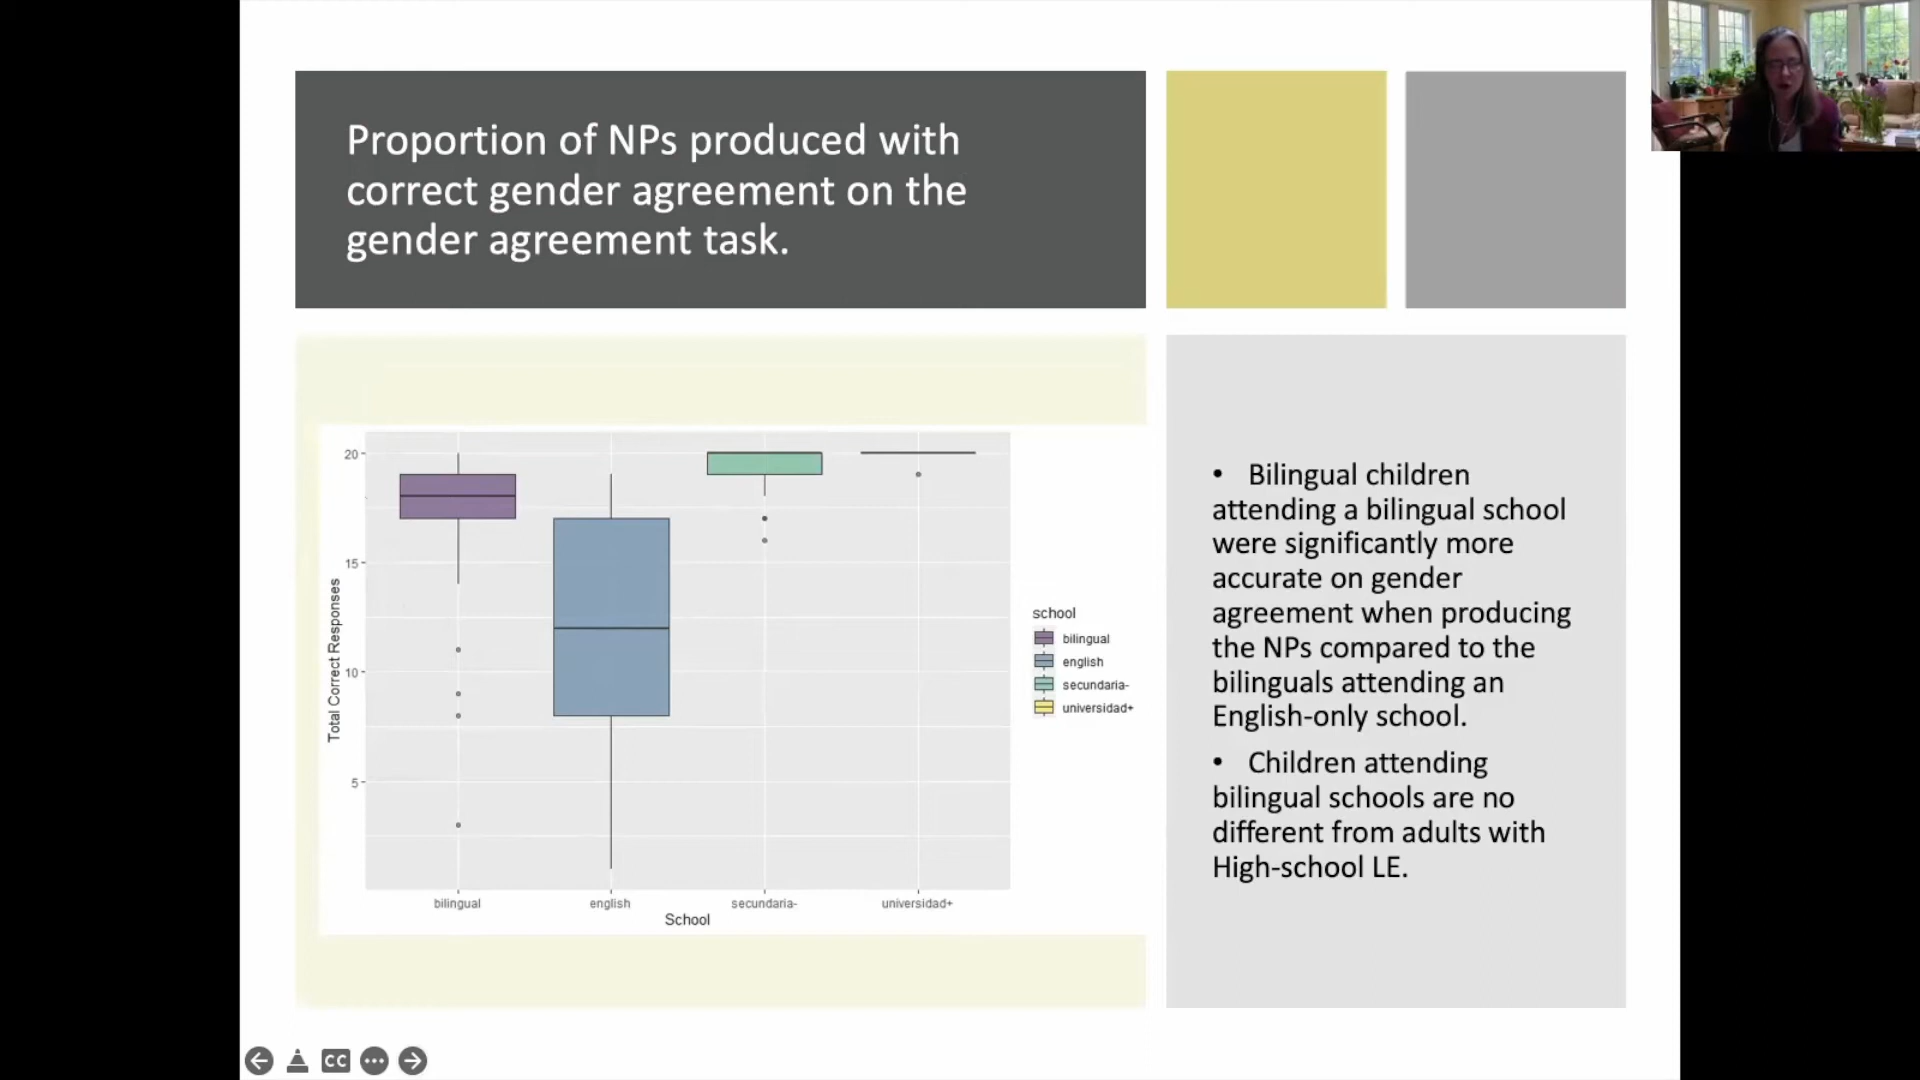 Proportion of NPs produced with
correct gender agreement on the
gender agreement task.
20
15
10
5
Total Correct Responses
bilingual
english
secundaria-
universidad+
School
school
bilingual
english
secundaria-
universidad+
• Bilingual children
attending a bilingual school
were significantly more
accurate on gender
agreement when producing
the NPs compared to the
bilinguals attending an
English-only school.
• Children attending
bilingual schools are no
different from adults with
High-school LE.
CC